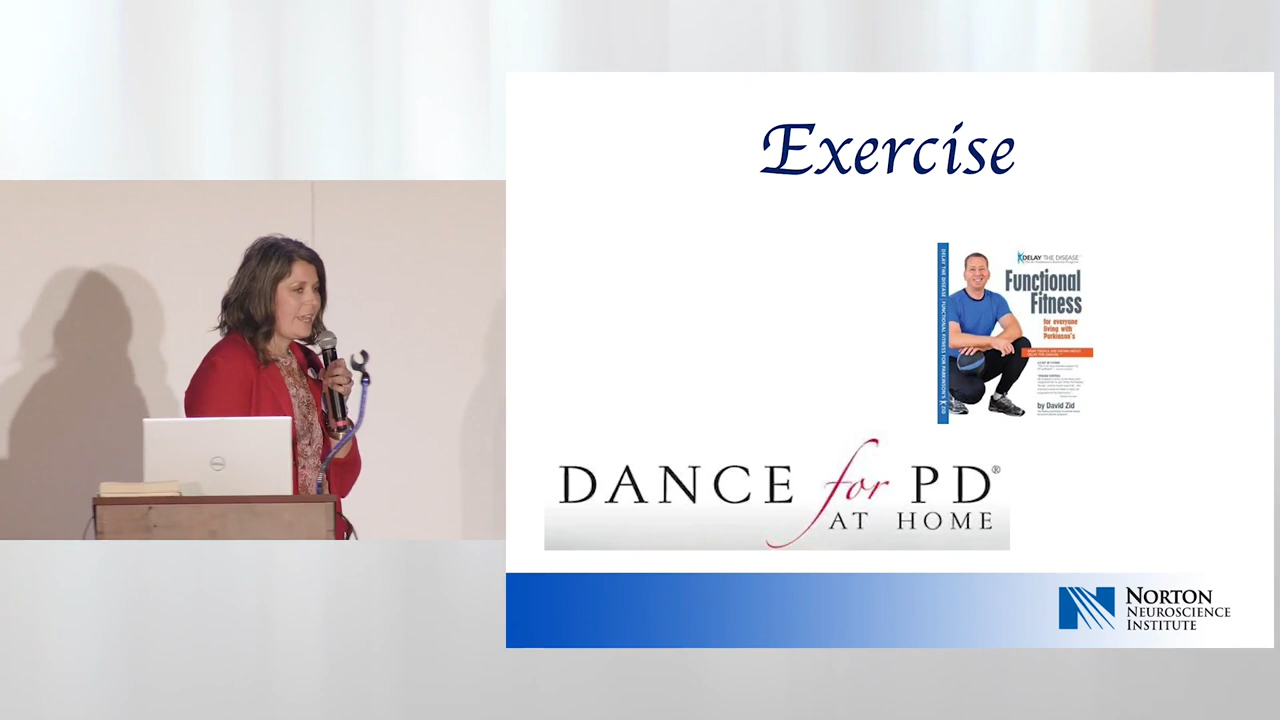 Exercise
DELAY THE DISEASE
Functional
Fitness
for everyone
living with
Parkinson's
by David Zid
DANCE for PD®
AT HOME
NORTON
NEUROSCIENCE
INSTITUTE
DELL